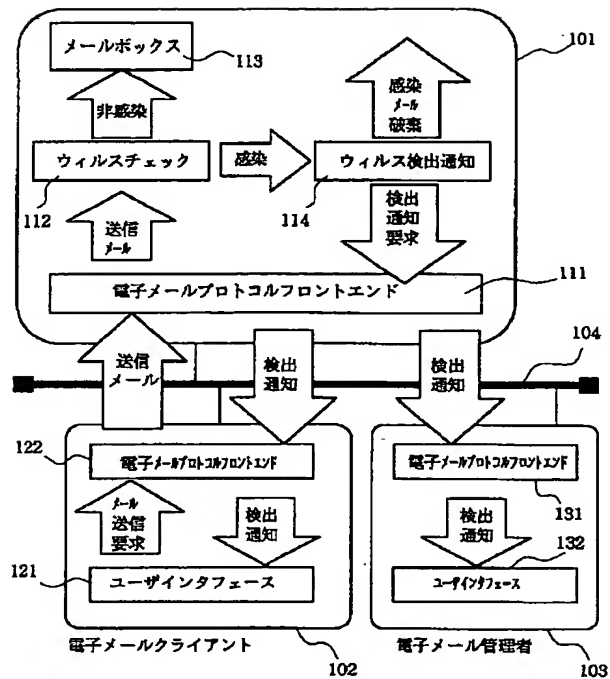 メールボックス
113
101
非感染
感染
メール
破棄
ウィルスチェック
112
感染
ウィルス検出通知
114
送信
メール
検出
通知
要求
電子メールプロトコルフロントエンド
111
送信
メール
検出
通知
検出
通知
104
122
電子メールプロトコルフロントエンド
電子メールプロトコルフロントエンド
131
メール
送信
要求
検出
通知
検出
通知
132
121
ユーザインタフェース
ユーザインタフェース
電子メールクライアント
102
電子メール管理者
103